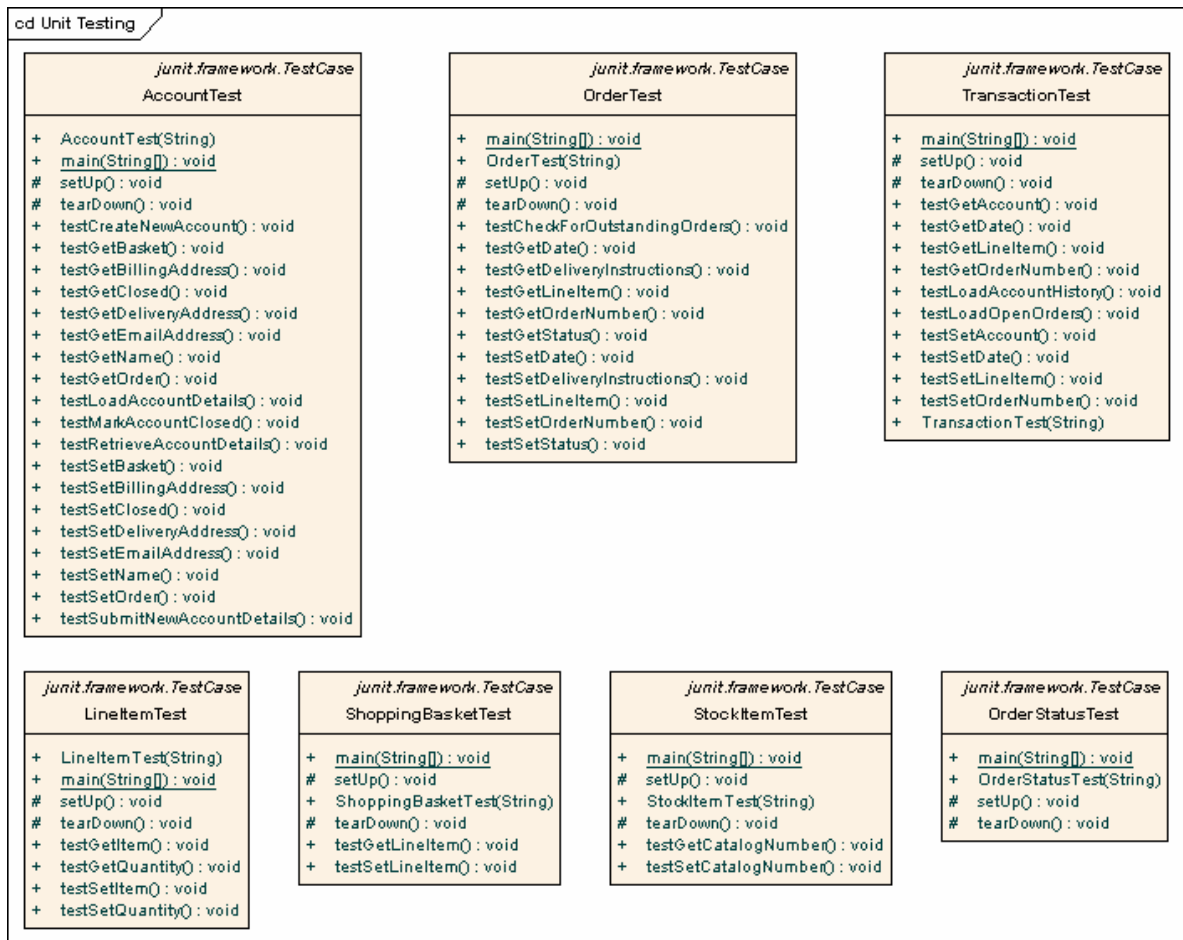 cd Unit Testing
junit.framework.TestCase
AccountTest
+ AccountTest(String)
+ main(String[]) : void
# setUp() : void
# tearDown() : void
+ testCreateNewAccount() : void
+ testGetBasket() : void
+ testGetBillingAddress() : void
+ testGetClosed() : void
+ testGetDeliveryAddress() : void
+ testGetEmailAddress() : void
+ testGetName() : void
+ testGetOrder() : void
+ testLoadAccountDetails() : void
+ testMarkAccountClosed() : void
+ testRetrieveAccountDetails() : void
+ testSetBasket() : void
+ testSetBillingAddress() : void
+ testSetClosed() : void
+ testSetDeliveryAddress() : void
+ testSetEmailAddress() : void
+ testSetName() : void
+ testSetOrder() : void
+ testSubmitNewAccountDetails() : void
junit.framework.TestCase
OrderTest
+ main(String[]) : void
+ OrderTest(String)
# setUp() : void
# tearDown() : void
+ testCheckForOutstandingOrders() : void
+ testGetDate() : void
+ testGetDeliveryInstructions() : void
+ testGetLineItem() : void
+ testGetOrderNumber() : void
+ testGetStatus() : void
+ testSetDate() : void
+ testSetDeliveryInstructions() : void
+ testSetLineItem() : void
+ testSetOrderNumber() : void
+ testSetStatus() : void
junit.framework.TestCase
TransactionTest
+ main(String[]) : void
# setUp() : void
# tearDown() : void
+ testGetAccount() : void
+ testGetDate() : void
+ testGetLineItem() : void
+ testGetOrderNumber() : void
+ testLoadAccountHistory() : void
+ testLoadOpenOrders() : void
+ testSetAccount() : void
+ testSetDate() : void
+ testSetLineItem() : void
+ testSetOrderNumber() : void
+ TransactionTest(String)
junit.framework.TestCase
LineItemTest
+ LineItemTest(String)
+ main(String[]) : void
# setUp() : void
# tearDown() : void
+ testGetItem() : void
+ testGetQuantity() : void
+ testSetItem() : void
+ testSetQuantity() : void
junit.framework.TestCase
ShoppingBasketTest
+ main(String[]) : void
# setUp() : void
+ ShoppingBasketTest(String)
# tearDown() : void
+ testGetLineItem() : void
+ testSetLineItem() : void
junit.framework.TestCase
StockItemTest
+ main(String[]) : void
# setUp() : void
+ StockItemTest(String)
# tearDown() : void
+ testGetCatalogNumber() : void
+ testSetCatalogNumber() : void
junit.framework.TestCase
OrderStatusTest
+ main(String[]) : void
+ OrderStatusTest(String)
# setUp() : void
# tearDown() : void